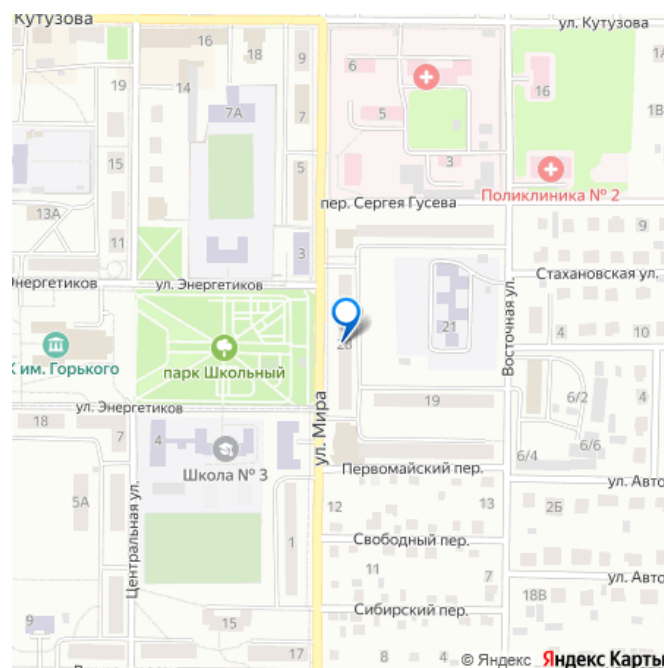 Кутузова
ул. Кутузова
16
18
9
6
1А
19
14
16
7А
7
5
15
5
3
Поликлиника № 2
13А
пер. Сергея Гусева
11
9
3
Энергетиков
ул. Энергетиков
Стахановская ул.
21
4
10
Восточная ул.
К им. Горького
парк Школьный
6/2
19
ул. Энергетиков
ул. Мира
18
7
4
6/4
6/6
Школа № 3
Первомайский пер.
ул. Авто
5А
12
13
2Б
Центральная ул.
Свободный пер.
1
11
7
ул. Авто
18В
9
15
Сибирский пер.
17
8
4
4
© Яндекс
Яндекс Карты